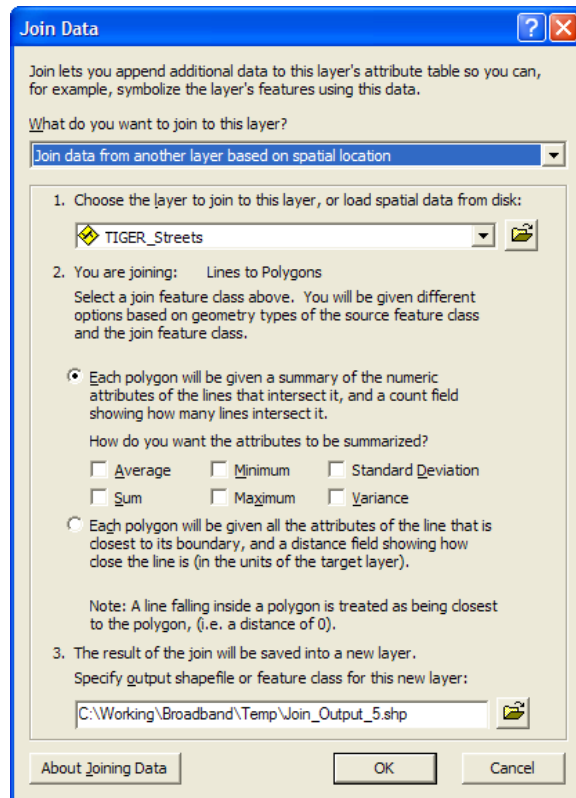 Join Data
Join lets you append additional data to this layer's attribute table so you can,
for example, symbolize the layer's features using this data.
What do you want to join to this layer?
Join data from another layer based on spatial location
1. Choose the layer to join to this layer, or load spatial data from disk:
TIGER_Streets
2. You are joining: Lines to Polygons
Select a join feature class above. You will be given different
options based on geometry types of the source feature class
and the join feature class.
Each polygon will be given a summary of the numeric
attributes of the lines that intersect it, and a count field
showing how many lines intersect it.
How do you want the attributes to be summarized?
Average Minimum Standard Deviation
Sum Maximum Variance
Each polygon will be given all the attributes of the line that is
closest to its boundary, and a distance field showing how
close the line is (in the units of the target layer).
Note: A line falling inside a polygon is treated as being closest
to the polygon, (i.e. a distance of 0).
3. The result of the join will be saved into a new layer.
Specify output shapefile or feature class for this new layer:
C:\Working\Broadband\Temp\Join_Output_5.shp
About Joining Data OK Cancel